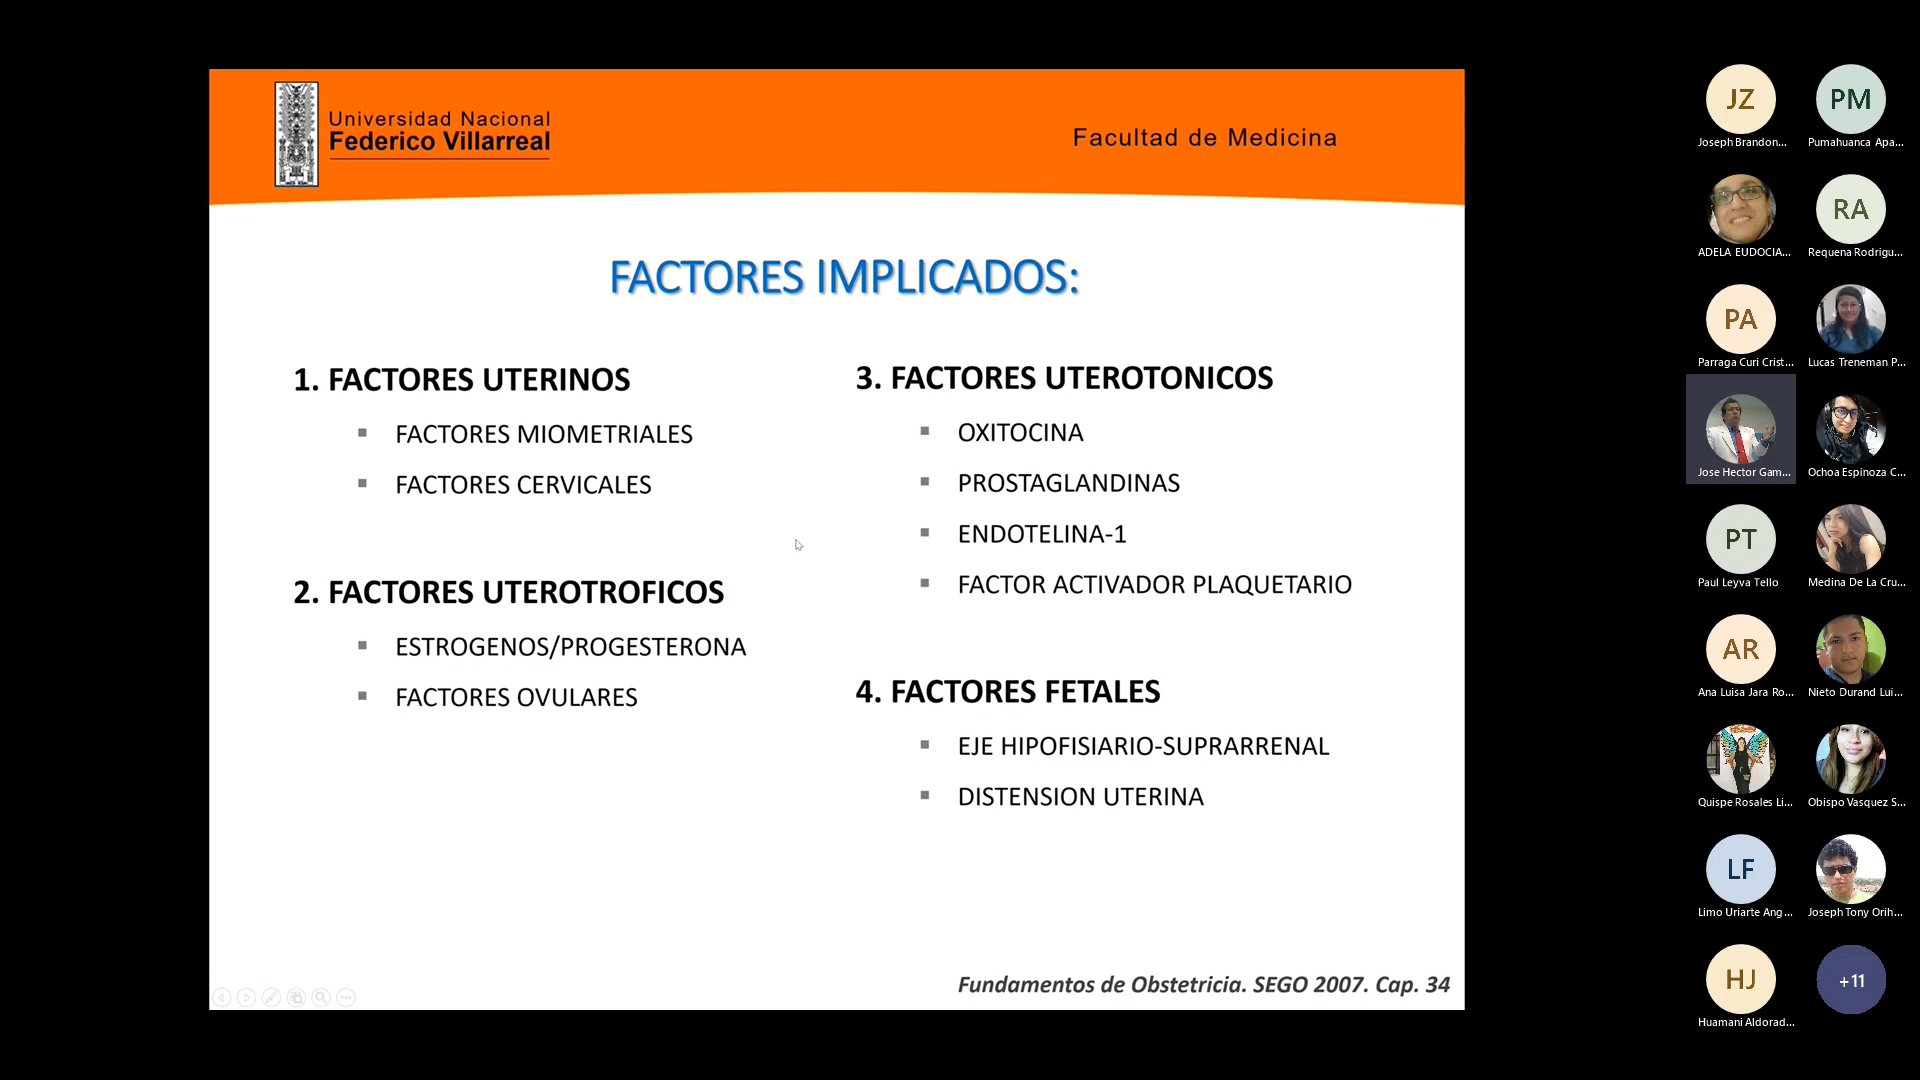 Universidad Nacional
Federico Villarreal
Facultad de Medicina
FACTORES IMPLICADOS:
1. FACTORES UTERINOS
FACTORES MIOMETRIALES
FACTORES CERVICALES
2. FACTORES UTEROTROFICOS
ESTROGENOS/PROGESTERONA
FACTORES OVULARES
3. FACTORES UTEROTONICOS
OXITOCINA
PROSTAGLANDINAS
ENDOTELINA-1
FACTOR ACTIVADOR PLAQUETARIO
4. FACTORES FETALES
EJE HIPOFISIARIO-SUPRARRENAL
DISTENSION UTERINA
Fundamentos de Obstetricia. SEGO 2007. Cap. 34
JZ
Joseph Brandon...
PM
Pumahuanca Apa...
ADELA EUDOCIA...
RA
Requena Rodrigu...
PA
Parraga Curi Crist...
Lucas Treneman P...
Jose Hector Gam...
Ochoa Espinoza C...
PT
Paul Leyva Tello
Medina De La Cru...
AR
Ana Luisa Jara Ro...
Nieto Durand Lui...
Quispe Rosales Li...
Obispo Vasquez S...
LF
Limo Uriarte Ang...
Joseph Tony Orih...
HJ
Huamani Aldorad...
+11